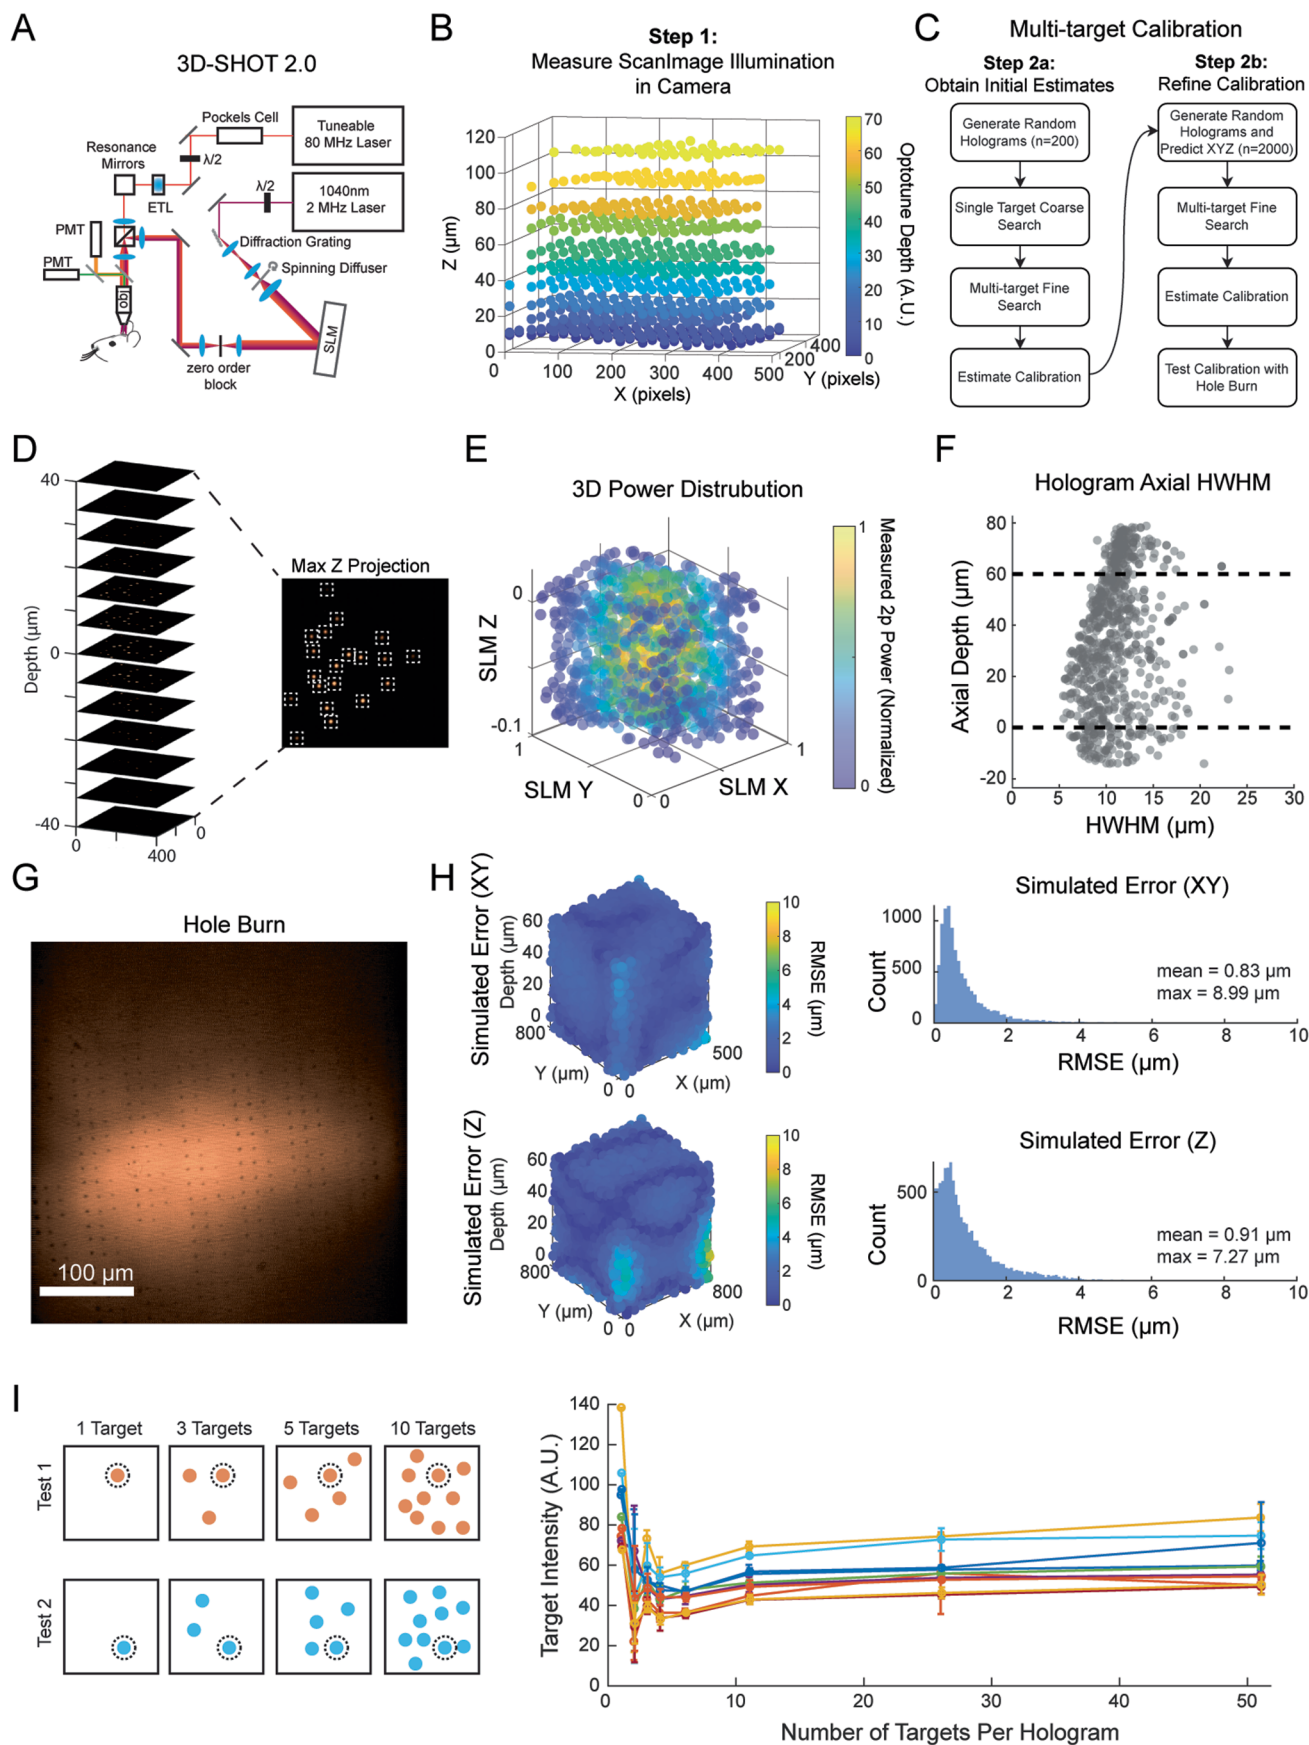 A
3D-SHOT 2.0
Pockels Cell
Tuneable
80 MHz Laser
Resonance
Mirrors
λ/2
ETL
λ/2
1040nm
2 MHz Laser
PMT
PMT
Diffraction Grating
Spinning Diffuser
obj
SLM
zero order
block
B
Step 1:
Measure ScanImage Illumination
in Camera
120
100
80
60
40
20
0
Z (µm)
0
100
200
300
400
500
X (pixels)
200
400
Y (pixels)
70
60
50
40
30
20
10
0
Optotune Depth (A.U.)
C
Multi-target Calibration
Step 2a:
Obtain Initial Estimates
Generate Random
Holograms (n=200)
Single Target Coarse
Search
Multi-target Fine
Search
Estimate Calibration
Step 2b:
Refine Calibration
Generate Random
Holograms and
Predict XYZ (n=2000)
Multi-target Fine
Search
Estimate Calibration
Test Calibration with
Hole Burn
D
40
0
-40
Depth (µm)
0
400
0
Max Z Projection
E
3D Power Distrubution
0
-0.1
SLM Z
1
SLM Y
0
0
SLM X
1
1
0
Measured 2p Power (Normalized)
F
Hologram Axial HWHM
80
60
40
20
0
-20
Axial Depth (µm)
0
5
10
15
20
25
30
HWHM (µm)
G
Hole Burn
100 µm
H
Simulated Error (XY)
Depth (µm)
60
40
20
0
800
Y (µm)
0
0
X (µm)
500
10
8
6
4
2
0
RMSE (µm)
Simulated Error (XY)
1000
500
0
Count
mean = 0.83 µm
max = 8.99 µm
0
2
4
6
8
10
RMSE (µm)
Simulated Error (Z)
Depth (µm)
60
40
20
0
800
Y (µm)
0
0
X (µm)
800
10
8
6
4
2
0
RMSE (µm)
Simulated Error (Z)
500
0
Count
mean = 0.91 µm
max = 7.27 µm
0
2
4
6
8
10
RMSE (µm)
I
1 Target
3 Targets
5 Targets
10 Targets
Test 1
Test 2
140
120
100
80
60
40
20
0
Target Intensity (A.U.)
0
10
20
30
40
50
Number of Targets Per Hologram